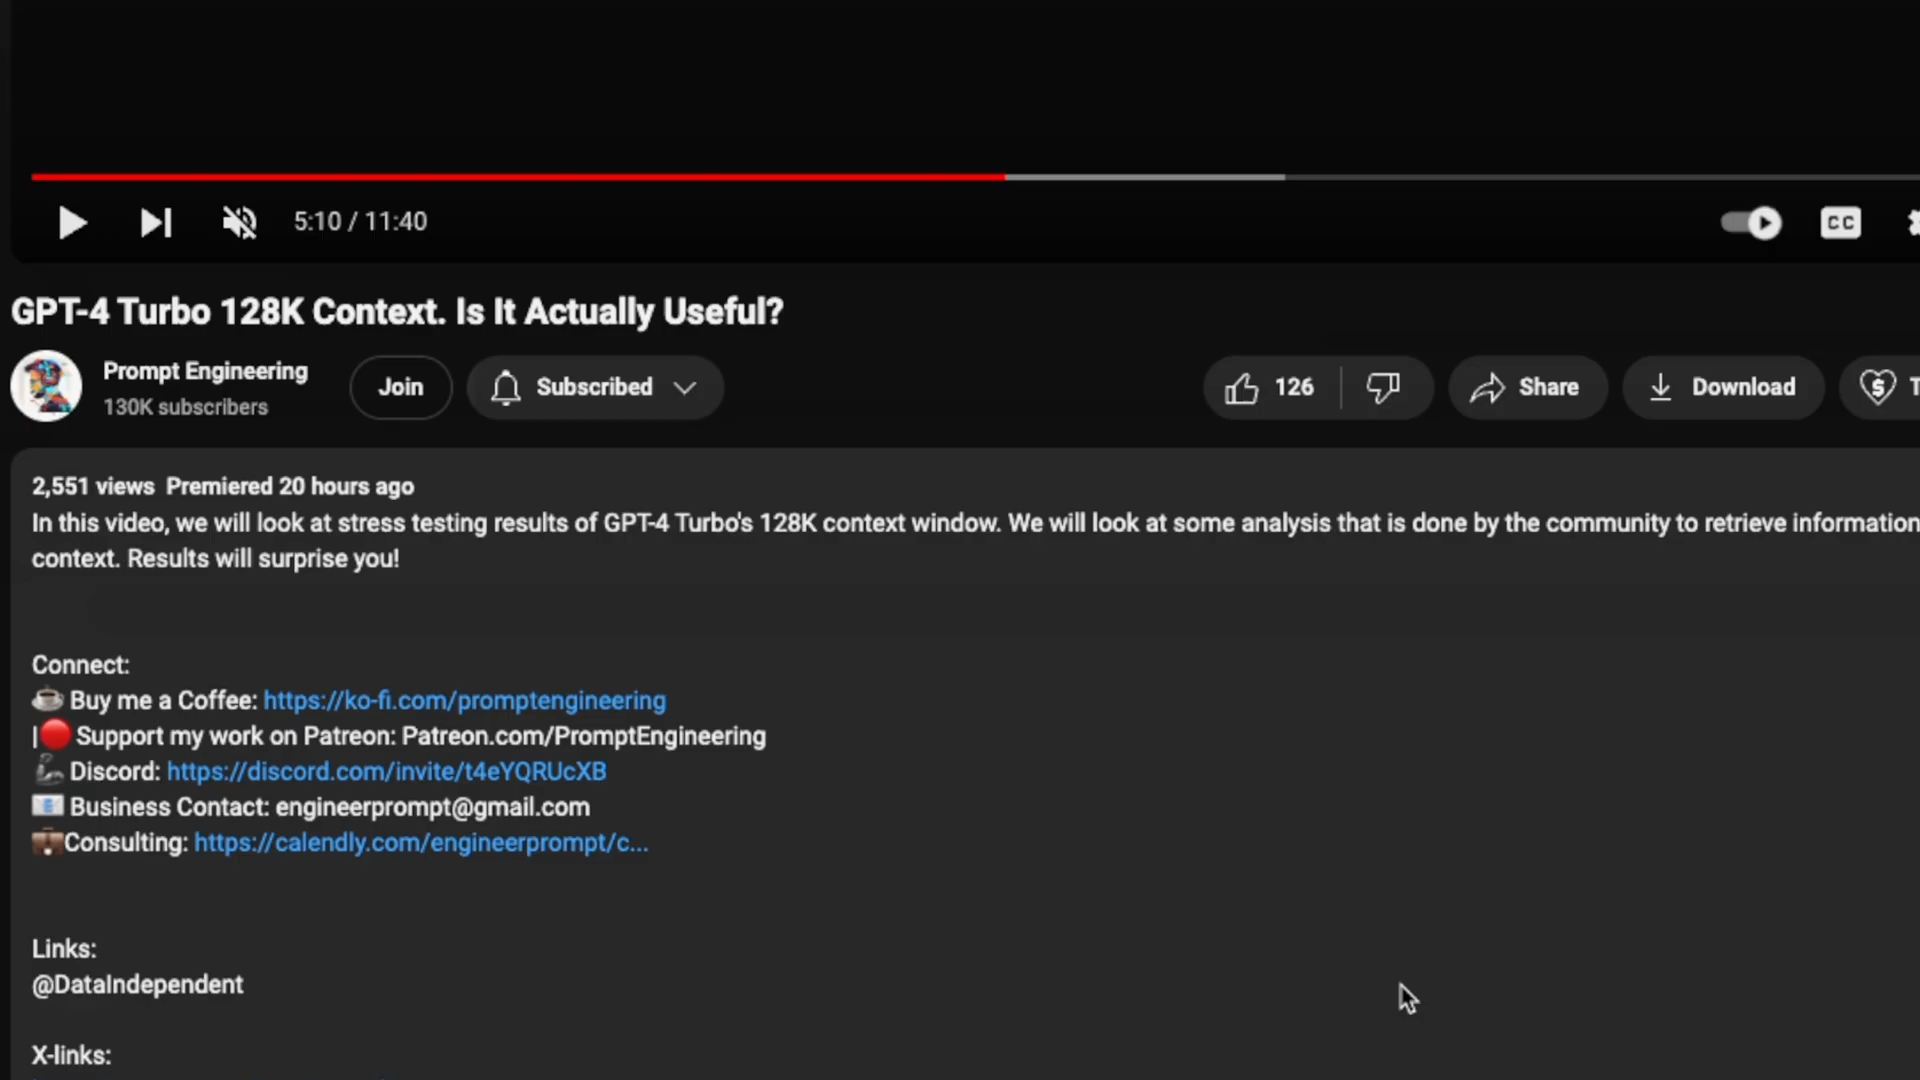 5:10 / 11:40
CC
GPT-4 Turbo 128K Context. Is It Actually Useful?
Prompt Engineering
130K subscribers
Join
Subscribed
126
Share
Download
2,551 views Premiered 20 hours ago
In this video, we will look at stress testing results of GPT-4 Turbo's 128K context window. We will look at some analysis that is done by the community to retrieve information
context. Results will surprise you!
Connect:
☕ Buy me a Coffee: https://ko-fi.com/promptengineering
|🔴 Support my work on Patreon: Patreon.com/PromptEngineering
🦾 Discord: https://discord.com/invite/t4eYQRUcXB
📧 Business Contact: engineerprompt@gmail.com
💼Consulting: https://calendly.com/engineerprompt/c...
Links:
@DataIndependent
X-links: